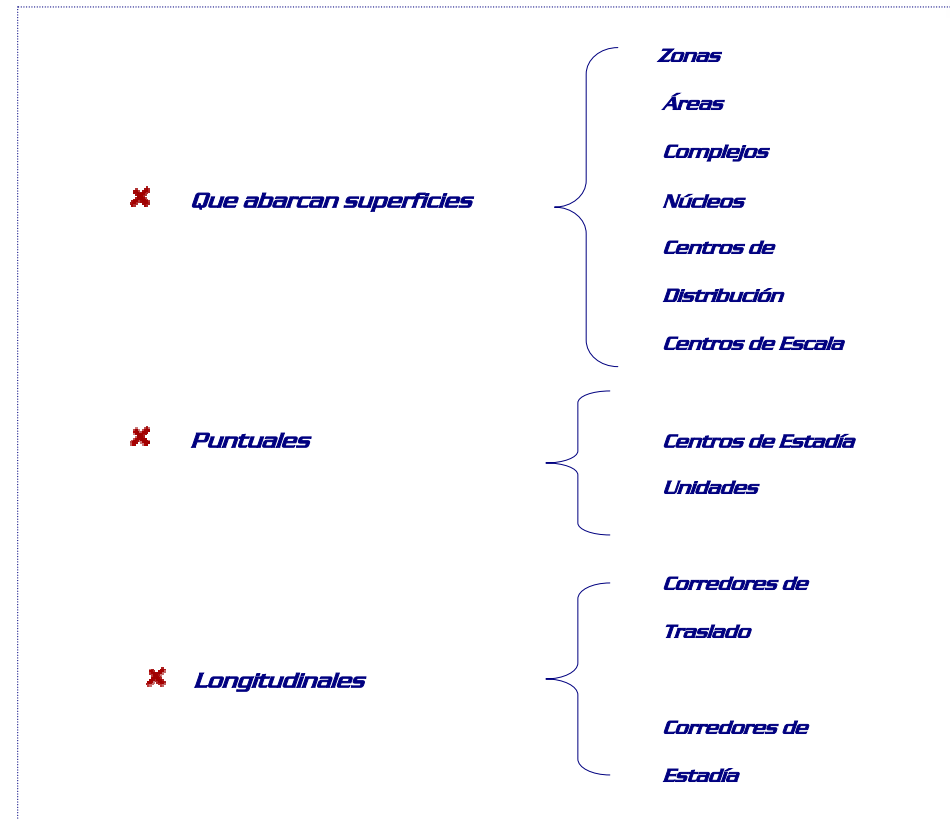 Que abarcan superficies
Zonas
Áreas
Complejos
Núcleos
Centros de
Distribución
Centros de Escala
Puntuales
Centros de Estadía
Unidades
Longitudinales
Corredores de
Traslado
Corredores de
Estadía